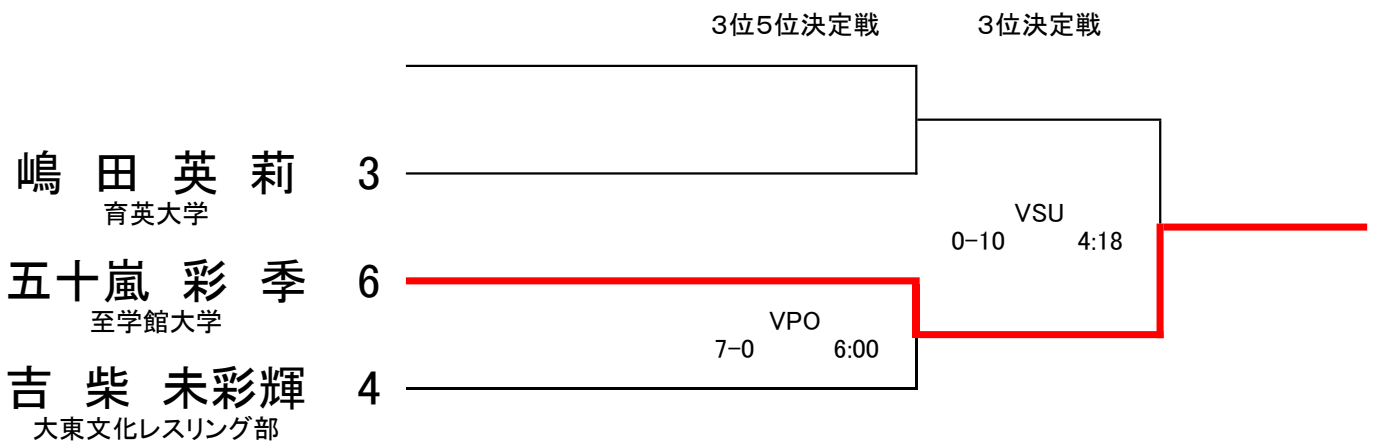 3位5位決定戦 3位決定戦
嶋 田 英 莉 3
育英大学
VSU
0-10 4:18
五十嵐 彩 季 6
至学館大学
VPO
7-0 6:00
吉 柴 未彩輝 4
大東文化レスリング部